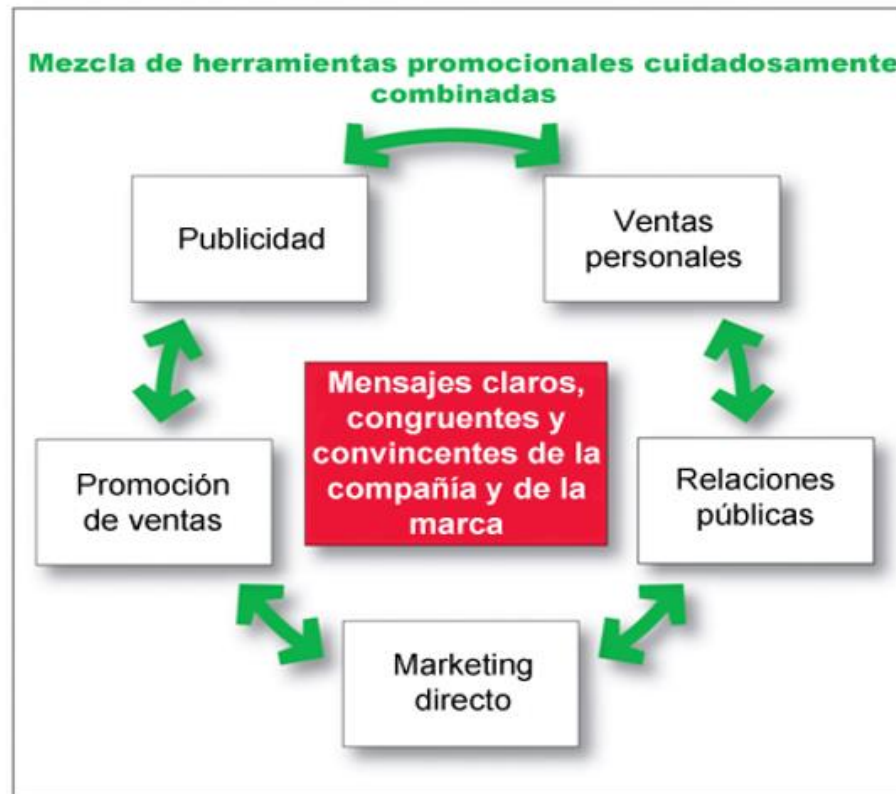 Mezcla de herramientas promocionales cuidadosamente
combinadas
Publicidad
Ventas
personales
Mensajes claros,
congruentes y
convincentes de la
compañía y de la
marca
Promoción
de ventas
Relaciones
públicas
Marketing
directo